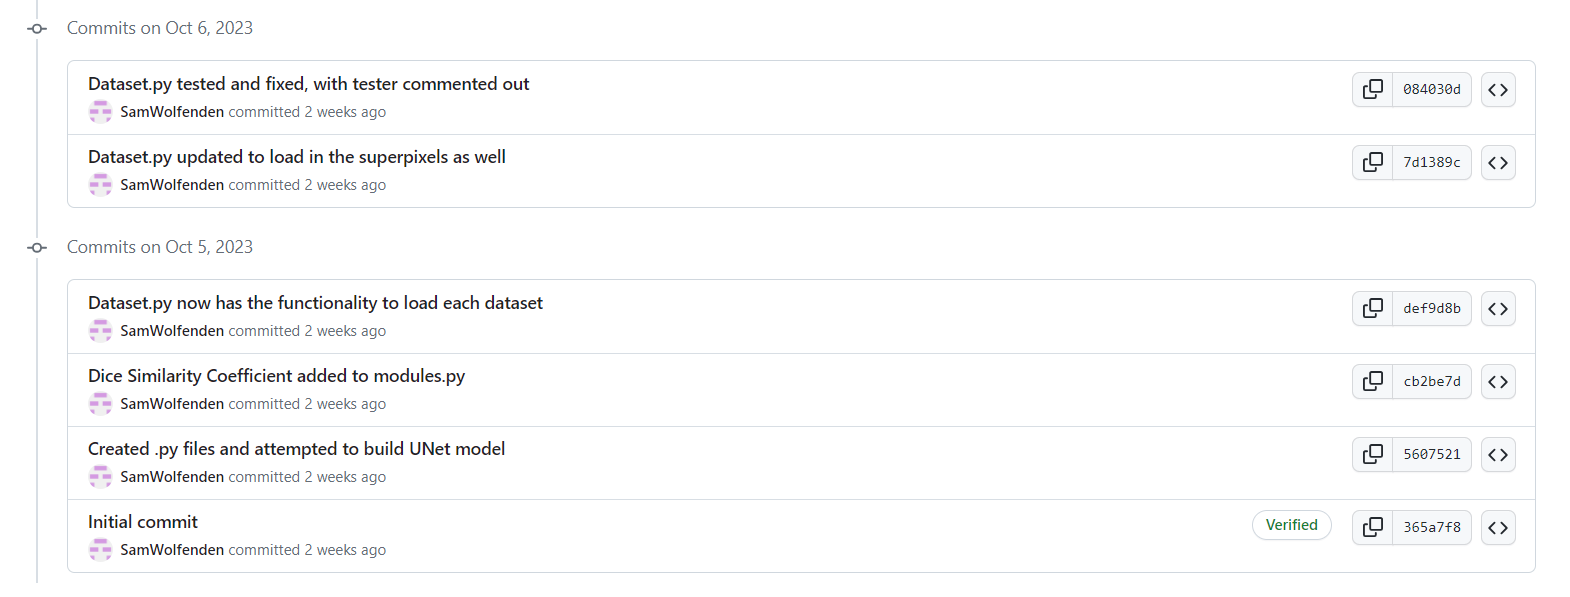 Commits on Oct 6, 2023
Dataset.py tested and fixed, with tester commented out
084030d
SamWolfenden committed 2 weeks ago
Dataset.py updated to load in the superpixels as well
7d1389c
SamWolfenden committed 2 weeks ago
Commits on Oct 5, 2023
Dataset.py now has the functionality to load each dataset
def9d8b
SamWolfenden committed 2 weeks ago
Dice Similarity Coefficient added to modules.py
cb2be7d
SamWolfenden committed 2 weeks ago
Created .py files and attempted to build UNet model
5607521
SamWolfenden committed 2 weeks ago
Initial commit
Verified
365a7f8
SamWolfenden committed 2 weeks ago